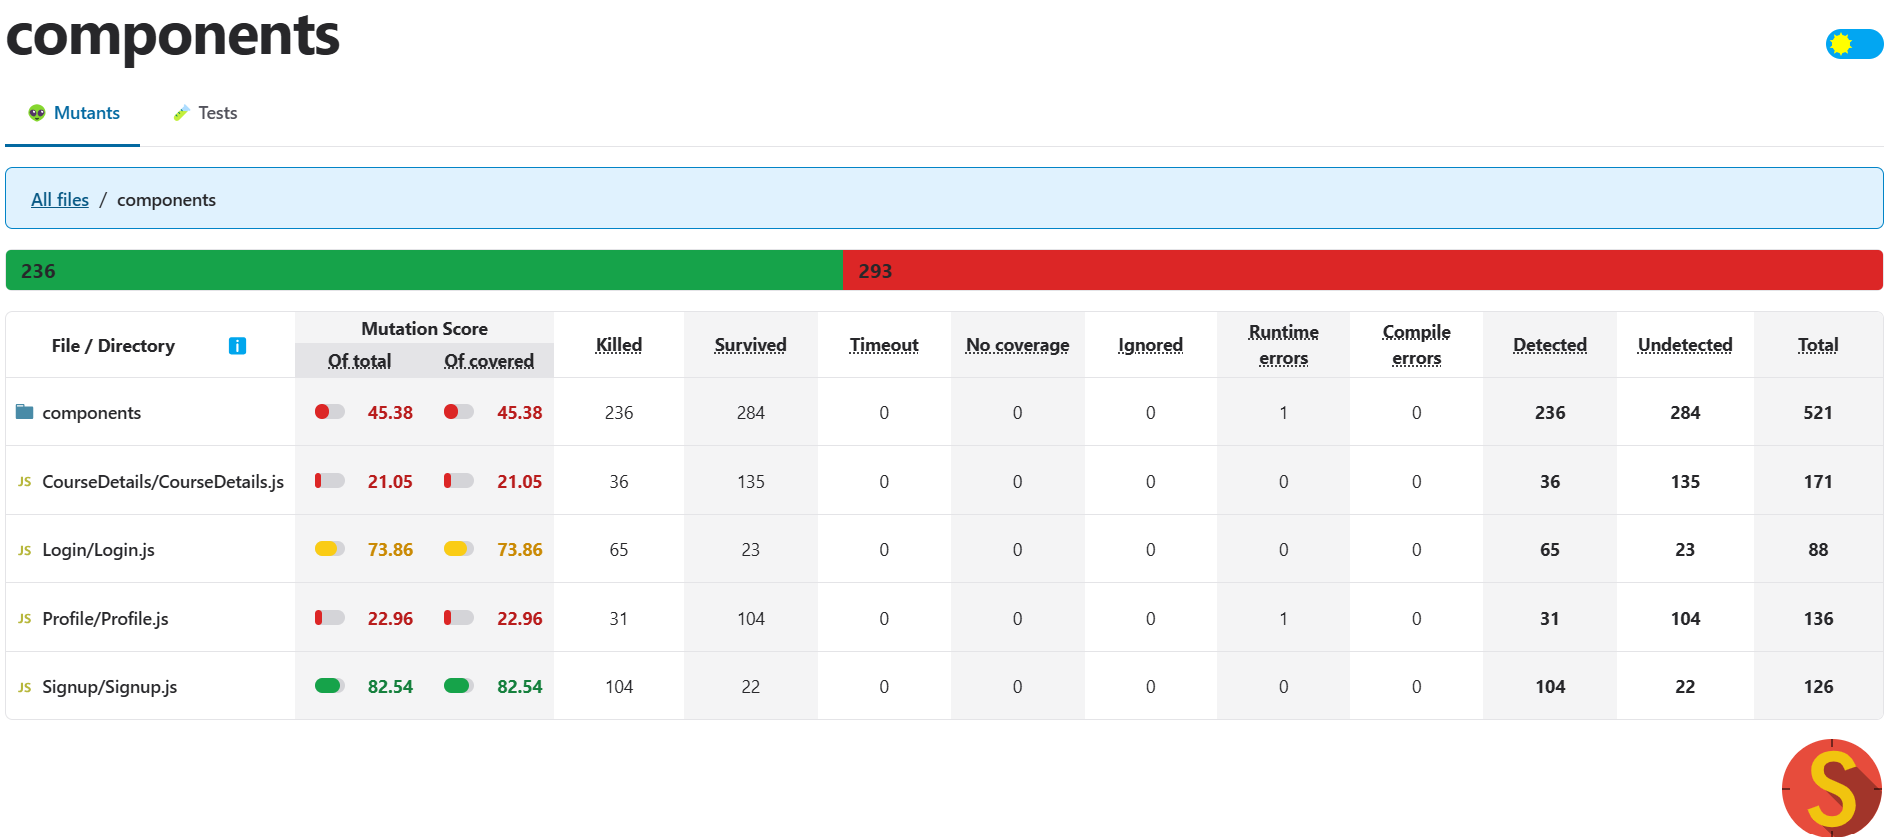 components
Mutants Tests
All files / components
236 293
File / Directory i Mutation Score Killed Survived Timeout No coverage Ignored Runtime errors Compile errors Detected Undetected Total
Of total Of covered
components 45.38 45.38 236 284 0 0 0 1 0 236 284 521
JS CourseDetails/CourseDetails.js 21.05 21.05 36 135 0 0 0 0 0 36 135 171
JS Login/Login.js 73.86 73.86 65 23 0 0 0 0 0 65 23 88
JS Profile/Profile.js 22.96 22.96 31 104 0 0 0 1 0 31 104 136
JS Signup/Signup.js 82.54 82.54 104 22 0 0 0 0 0 104 22 126
S